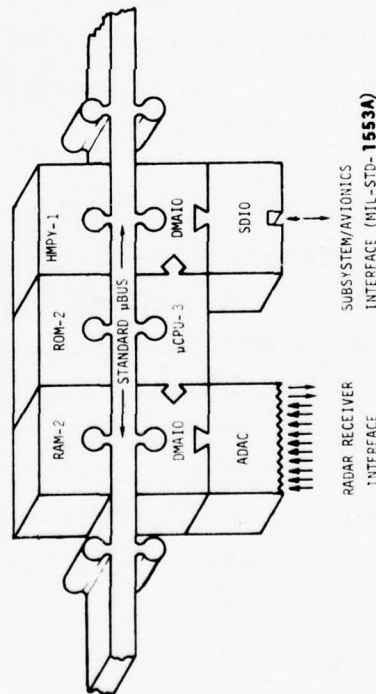 RAM-2
ROM-2
HMPY-1
STANDARD µBUS
DMAIO
µCPU-3
DMAIO
ADAC
SDIO
RADAR RECEIVER
INTERFACE
SUBSYSTEM/AVIONICS
INTERFACE (MIL-STD-1553A)